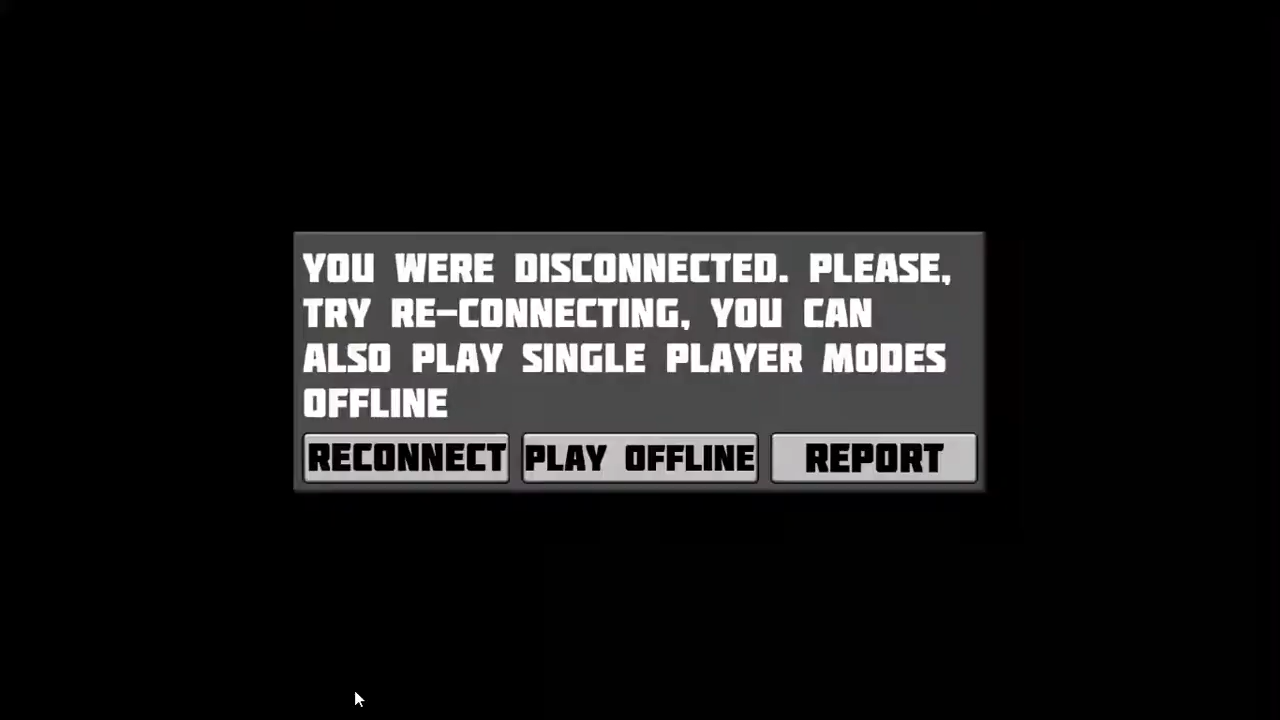 YOU WERE DISCONNECTED. PLEASE,
TRY RE-CONNECTING, YOU CAN
ALSO PLAY SINGLE PLAYER MODES
OFFLINE
RECONNECT PLAY OFFLINE REPORT